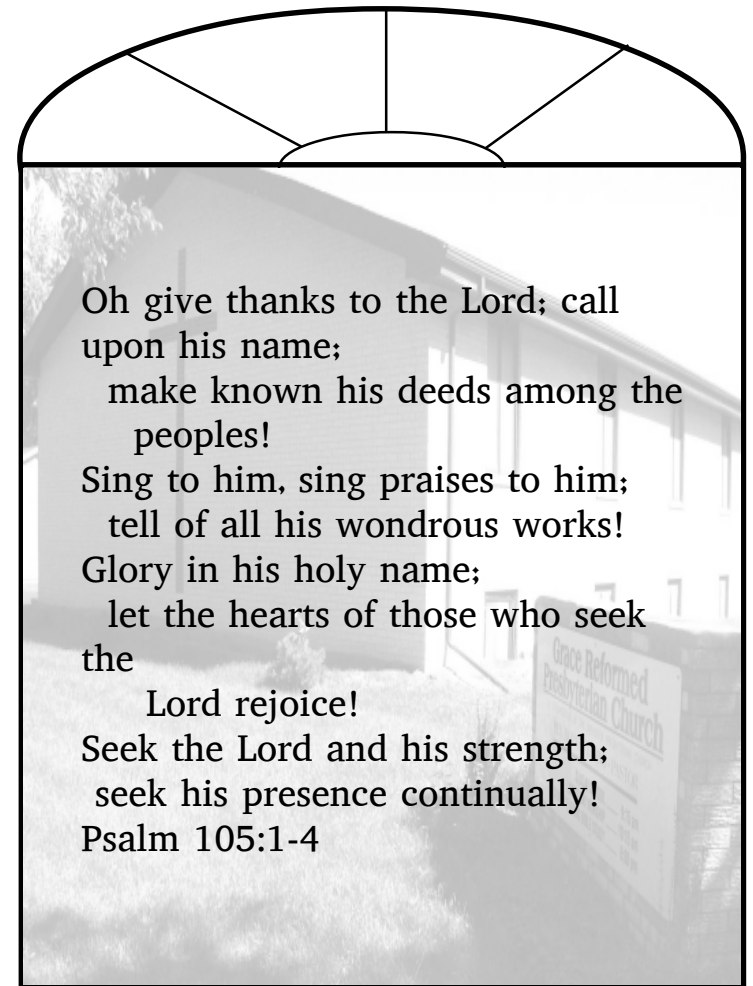 Oh give thanks to the Lord; call
upon his name;
make known his deeds among the
peoples!
Sing to him, sing praises to him;
tell of all his wondrous works!
Glory in his holy name;
let the hearts of those who seek
the
Lord rejoice!
Seek the Lord and his strength;
seek his presence continually!
Psalm 105:1-4
Grace Reformed
Presbyterian Church